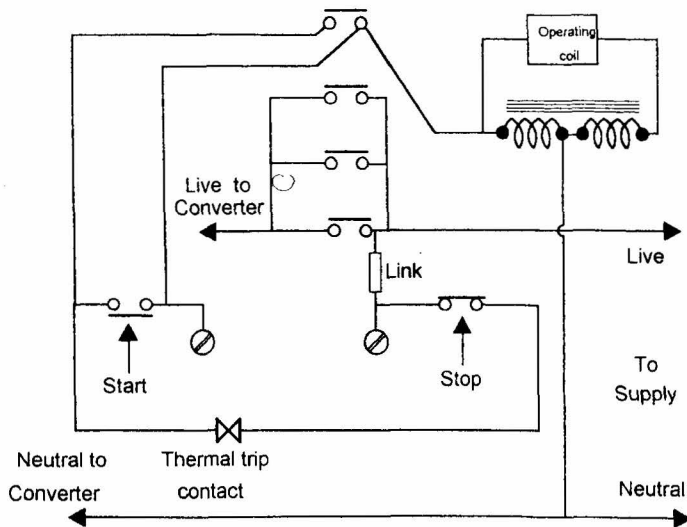 Operating
coil
Live to
Converter
Live
Link
Start
Stop
To
Supply
Neutral to
Converter
Thermal trip
contact
Neutral